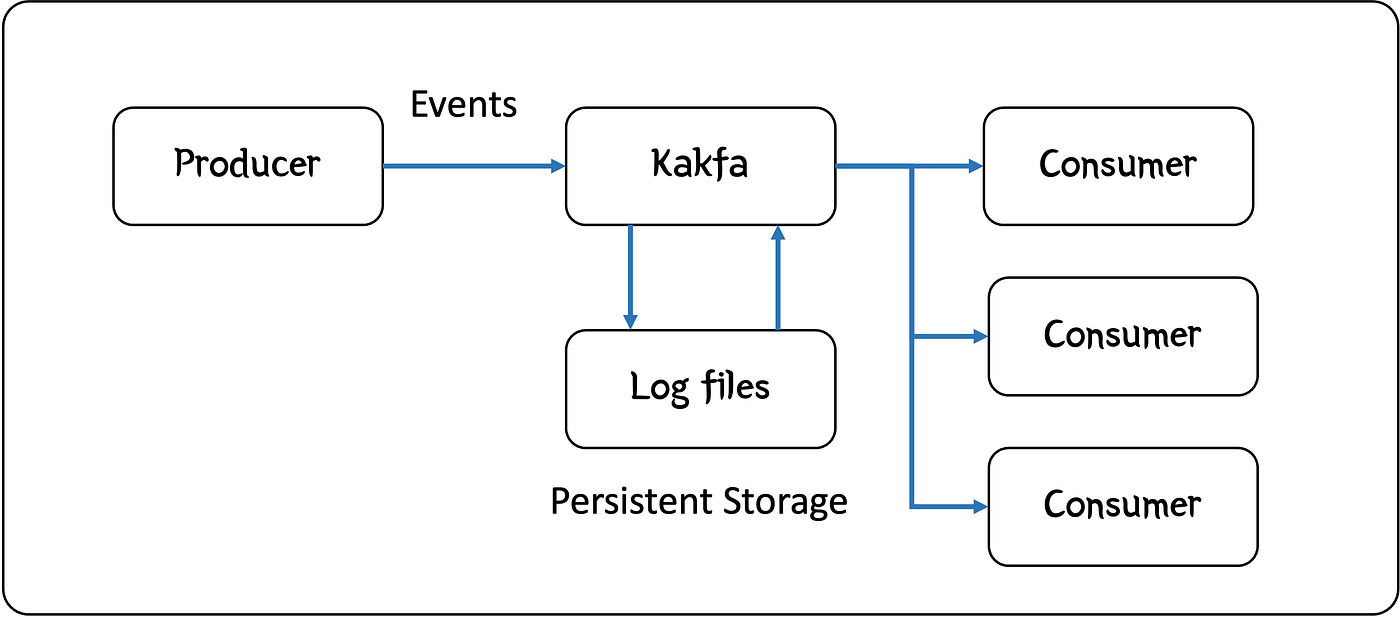 Events
Producer
Kakfa
Consumer
Consumer
Log files
Persistent Storage
Consumer